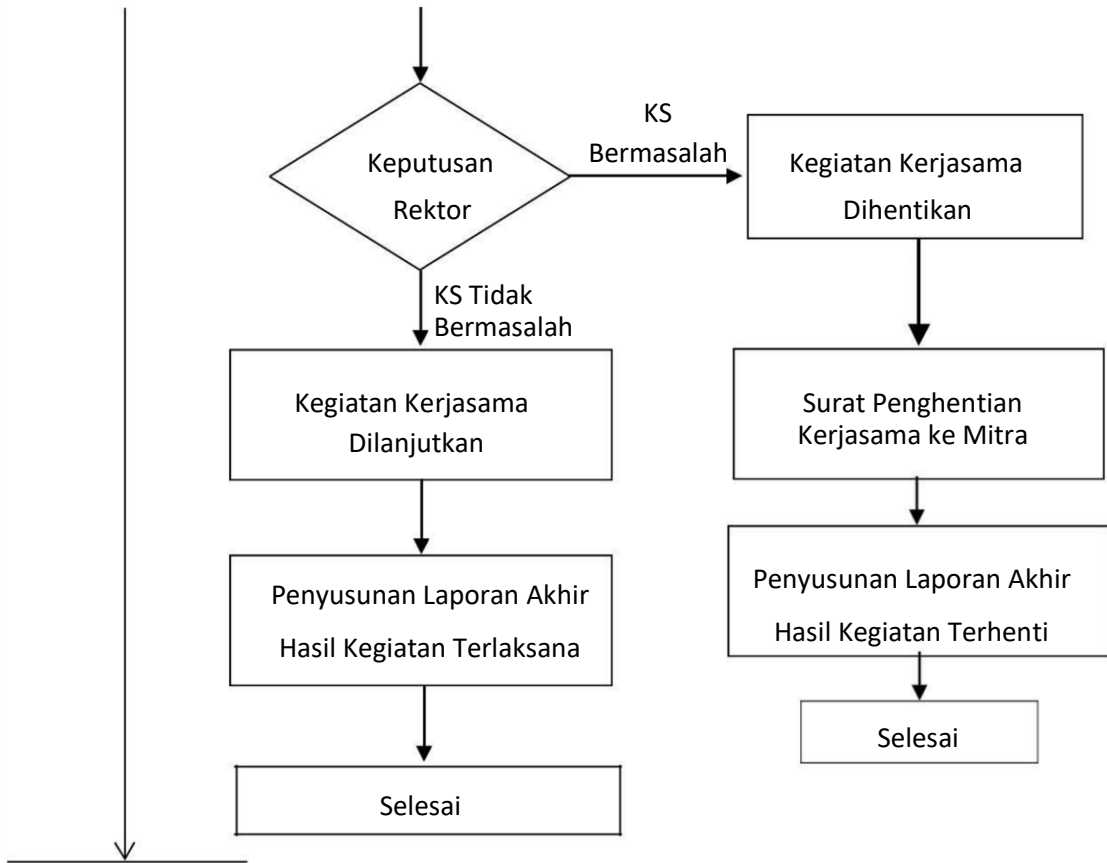 Keputusan
Rektor
KS
Bermasalah
Kegiatan Kerjasama
Dihentikan
KS Tidak
Bermasalah
Kegiatan Kerjasama
Dilanjutkan
Surat Penghentian
Kerjasama ke Mitra
Penyusunan Laporan Akhir
Hasil Kegiatan Terlaksana
Penyusunan Laporan Akhir
Hasil Kegiatan Terhenti
Selesai
Selesai